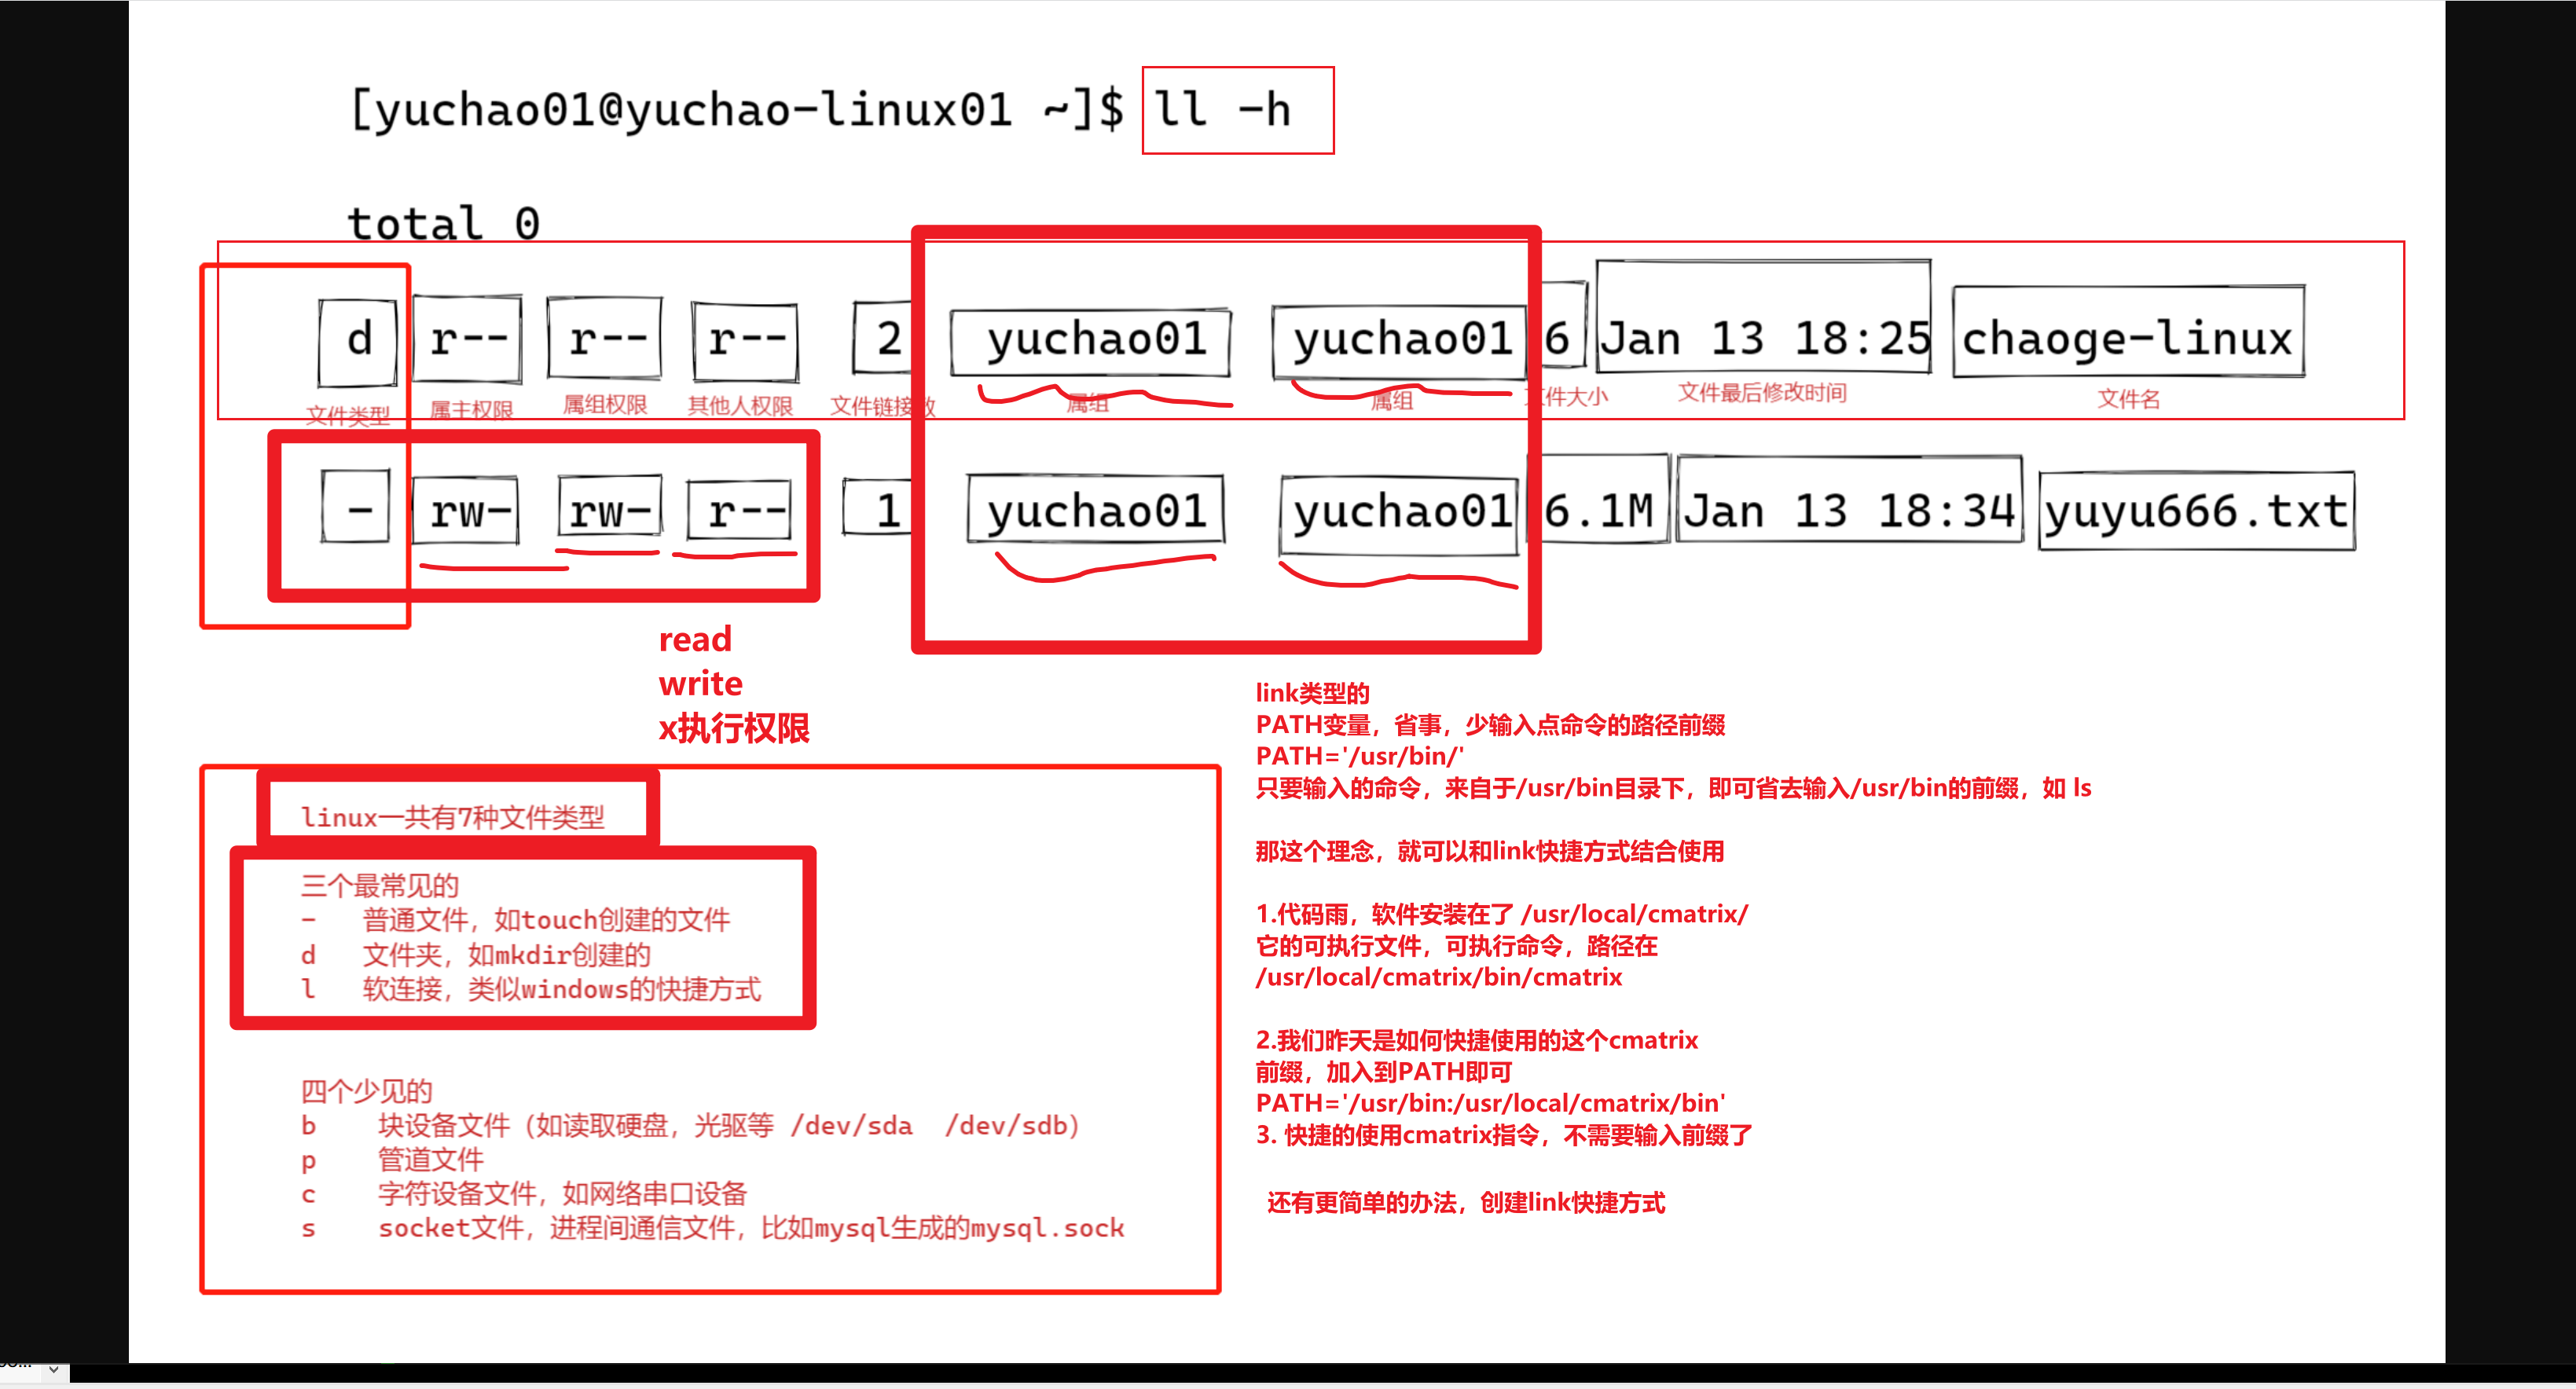 [yuchao01@yuchao-linux01 ~]$ ll -h
total 0
d r-- r-- r-- 2 yuchao01 yuchao01 6 Jan 13 18:25 chaoge-linux
文件类型 属主权限 属组权限 其他人权限 文件链接数 属组 属组 文件大小 文件最后修改时间 文件名
- rw- rw- r-- 1 yuchao01 yuchao01 6.1M Jan 13 18:34 yuyu666.txt
read
write
x执行权限
linux一共有7种文件类型
三个最常见的
- 普通文件，如touch创建的文件
d 文件夹，如mkdir创建的
l 软连接，类似windows的快捷方式
四个少见的
b 块设备文件（如读取硬盘，光驱等 /dev/sda /dev/sdb）
p 管道文件
c 字符设备文件，如网络串口设备
s socket文件，进程间通信文件，比如mysql生成的mysql.sock
link类型的
PATH变量，省事，少输入点命令的路径前缀
PATH='/usr/bin/'
只要输入的命令，来自于/usr/bin目录下，即可省去输入/usr/bin的前缀，如 ls
那这个理念，就可以和link快捷方式结合使用
1.代码雨，软件安装在了 /usr/local/cmatrix/
它的可执行文件，可执行命令，路径在
/usr/local/cmatrix/bin/cmatrix
2.我们昨天是如何快捷使用的这个cmatrix
前缀，加入到PATH即可
PATH='/usr/bin:/usr/local/cmatrix/bin'
3. 快捷的使用cmatrix指令，不需要输入前缀了
还有更简单的办法，创建link快捷方式